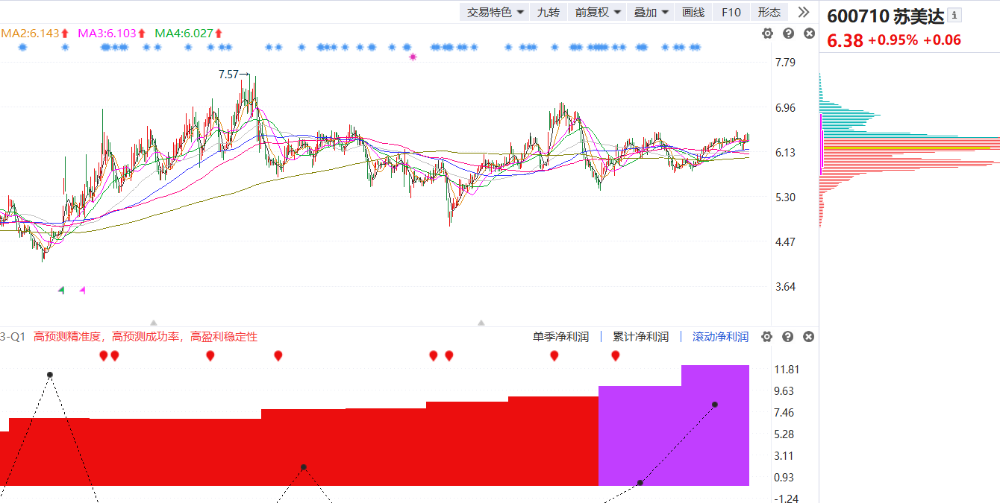 交易特色 九转 前复权 叠加 画线 F10 形态
600710 苏美达
6.38 +0.95% +0.06
MA2:6.143 MA3:6.103 MA4:6.027
7.79
7.57
6.96
6.13
5.30
4.47
3.64
3-Q1 高预测精准度，高预测成功率，高盈利稳定性
单季净利润 | 累计净利润 | 滚动净利润
11.81
9.63
7.46
5.28
3.11
0.93
-1.24